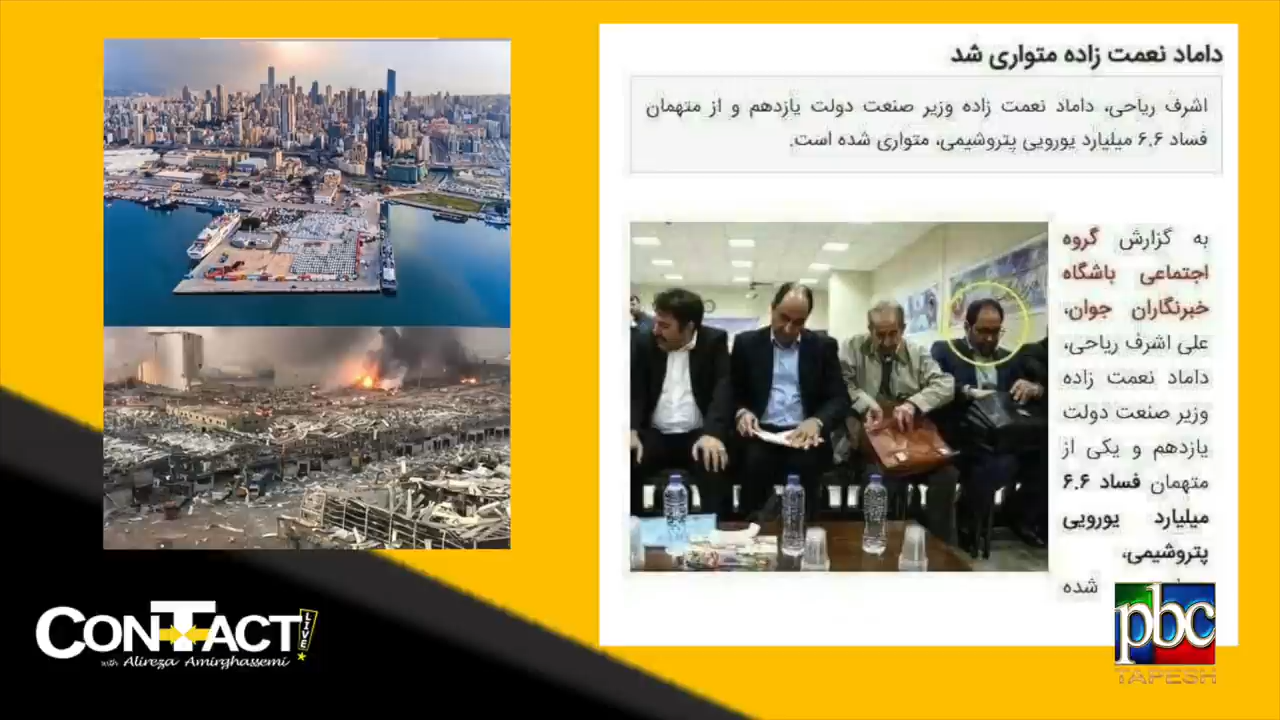 داماد نعمت زاده متواری شد
اشرف ریاحی، داماد نعمت زاده وزیر صنعت دولت یازدهم و از متهمان
فساد ۶.۶ میلیارد یورویی پتروشیمی، متواری شده است.
به گزارش گروه
اجتماعی باشگاه
خبرنگاران جوان،
علی اشرف ریاحی،
داماد نعمت زاده
وزیر صنعت دولت
یازدهم و یکی از
متهمان فساد ۶.۶
میلیارد یورویی
پتروشیمی،
شده
CONTACT LIVE!
with Alireza Amirghassemi
pbc
TAPESH